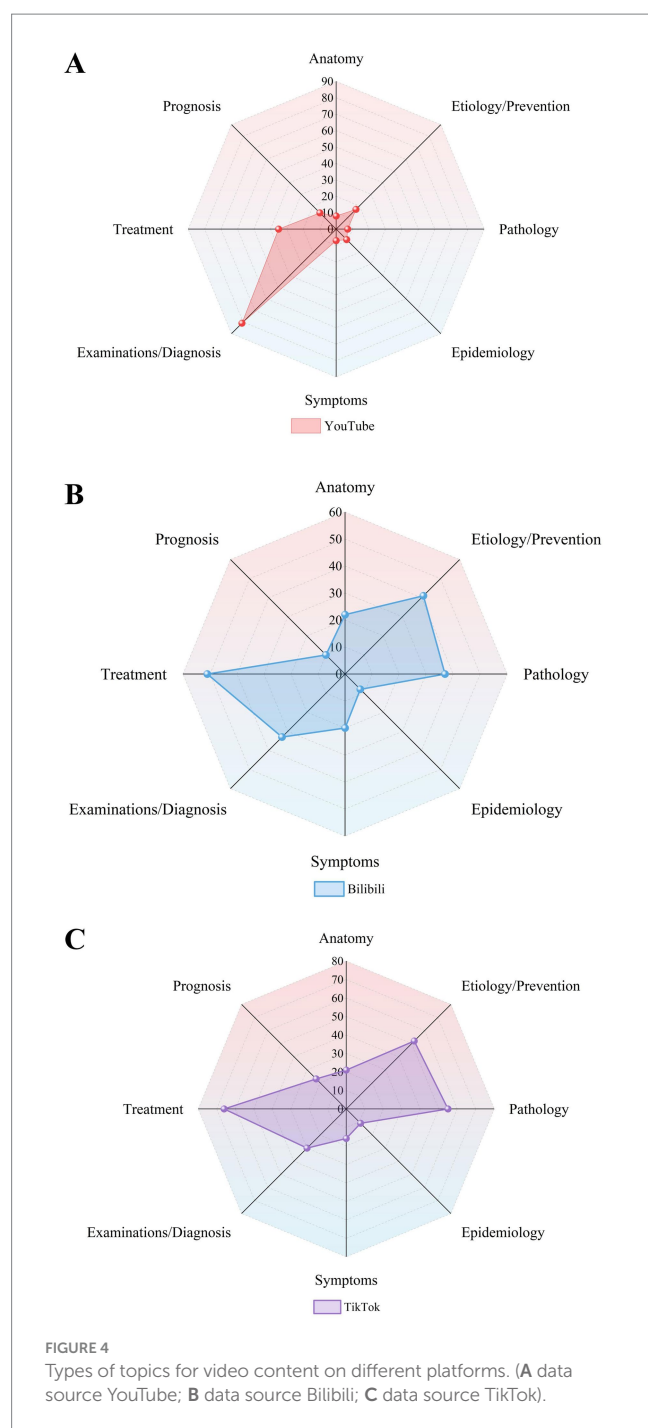 A
Anatomy
90
80
70
60
50
40
30
20
10
0
Prognosis
Etiology/Prevention
Treatment
Pathology
Examinations/Diagnosis
Epidemiology
Symptoms
YouTube
B
Anatomy
60
50
40
30
20
10
0
Prognosis
Etiology/Prevention
Treatment
Pathology
Examinations/Diagnosis
Epidemiology
Symptoms
Bilibili
C
Anatomy
80
70
60
50
40
30
20
10
0
Prognosis
Etiology/Prevention
Treatment
Pathology
Examinations/Diagnosis
Epidemiology
Symptoms
TikTok
FIGURE 4
Types of topics for video content on different platforms. (A data
source YouTube; B data source Bilibili; C data source TikTok).